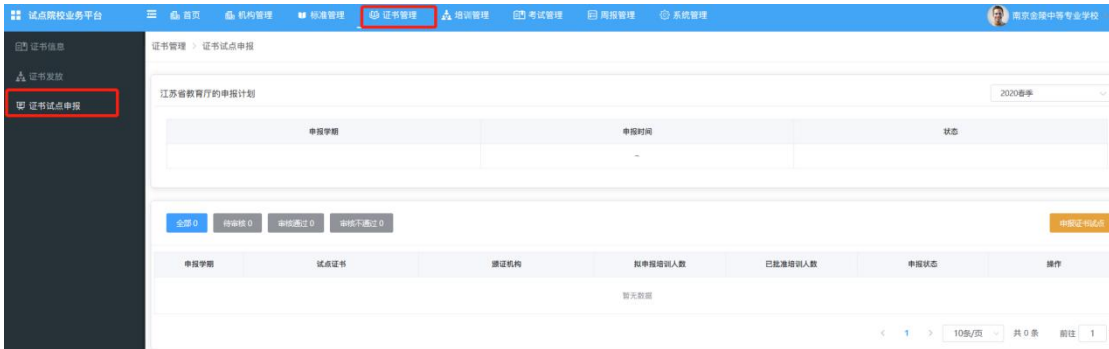 试点院校业务平台 首页 机构管理 标准管理 证书管理 培训管理 考试管理 周报管理 系统管理 南京金陵中等专业学校
证书信息
证书发放
证书试点申报
证书管理 > 证书试点申报
江苏省教育厅的申报计划 2020春季
申报学期 申报时间 状态
~
全部 0 待审核 0 审核通过 0 审核不通过 0 申报证书试点
申报学期 试点证书 颁证机构 拟申报培训人数 已批准培训人数 申报状态 操作
暂无数据
< 1 > 10条/页 共 0 条 前往 1